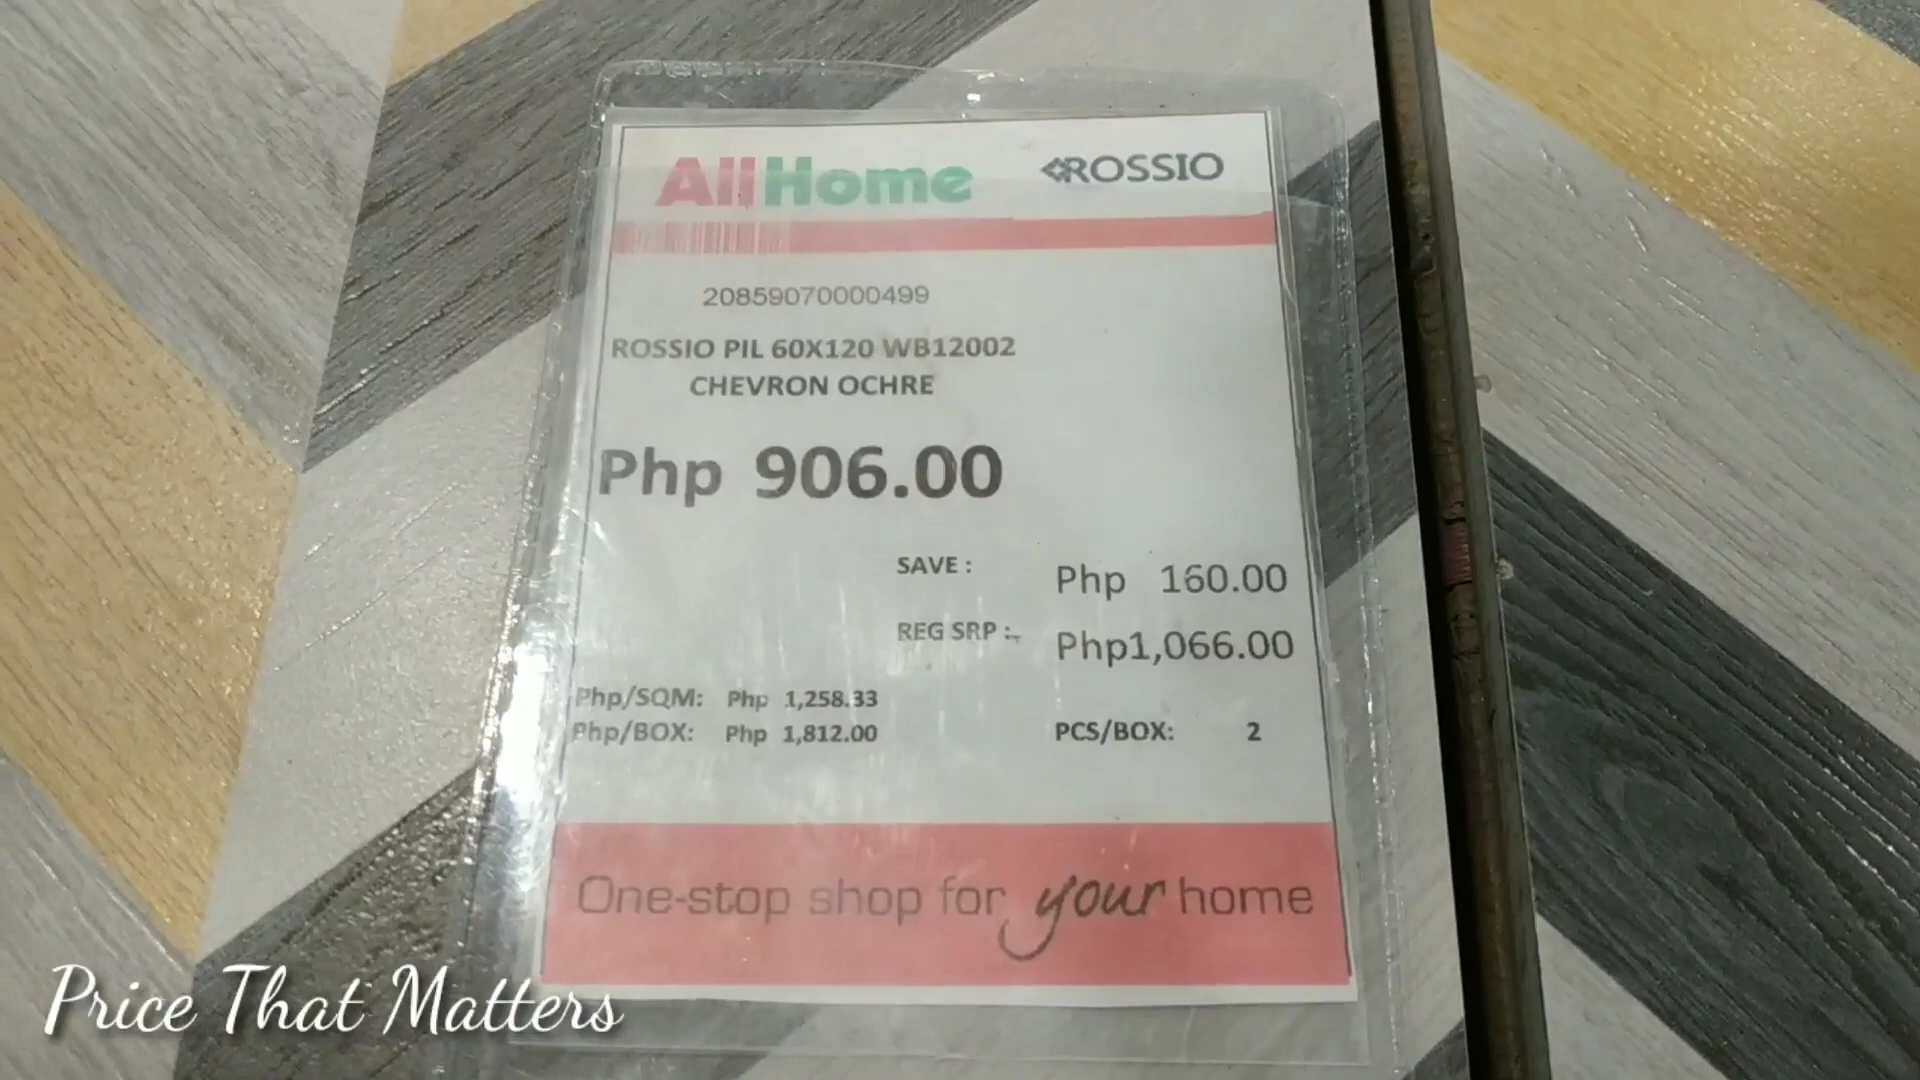 AllHome ROSSIO
20859070000499
ROSSIO PIL 60X120 WB12002
CHEVRON OCHRE
Php 906.00
SAVE : Php 160.00
REG SRP : Php1,066.00
Php/SQM: Php 1,258.33
Php/BOX: Php 1,812.00 PCS/BOX: 2
One-stop shop for your home
Price That Matters